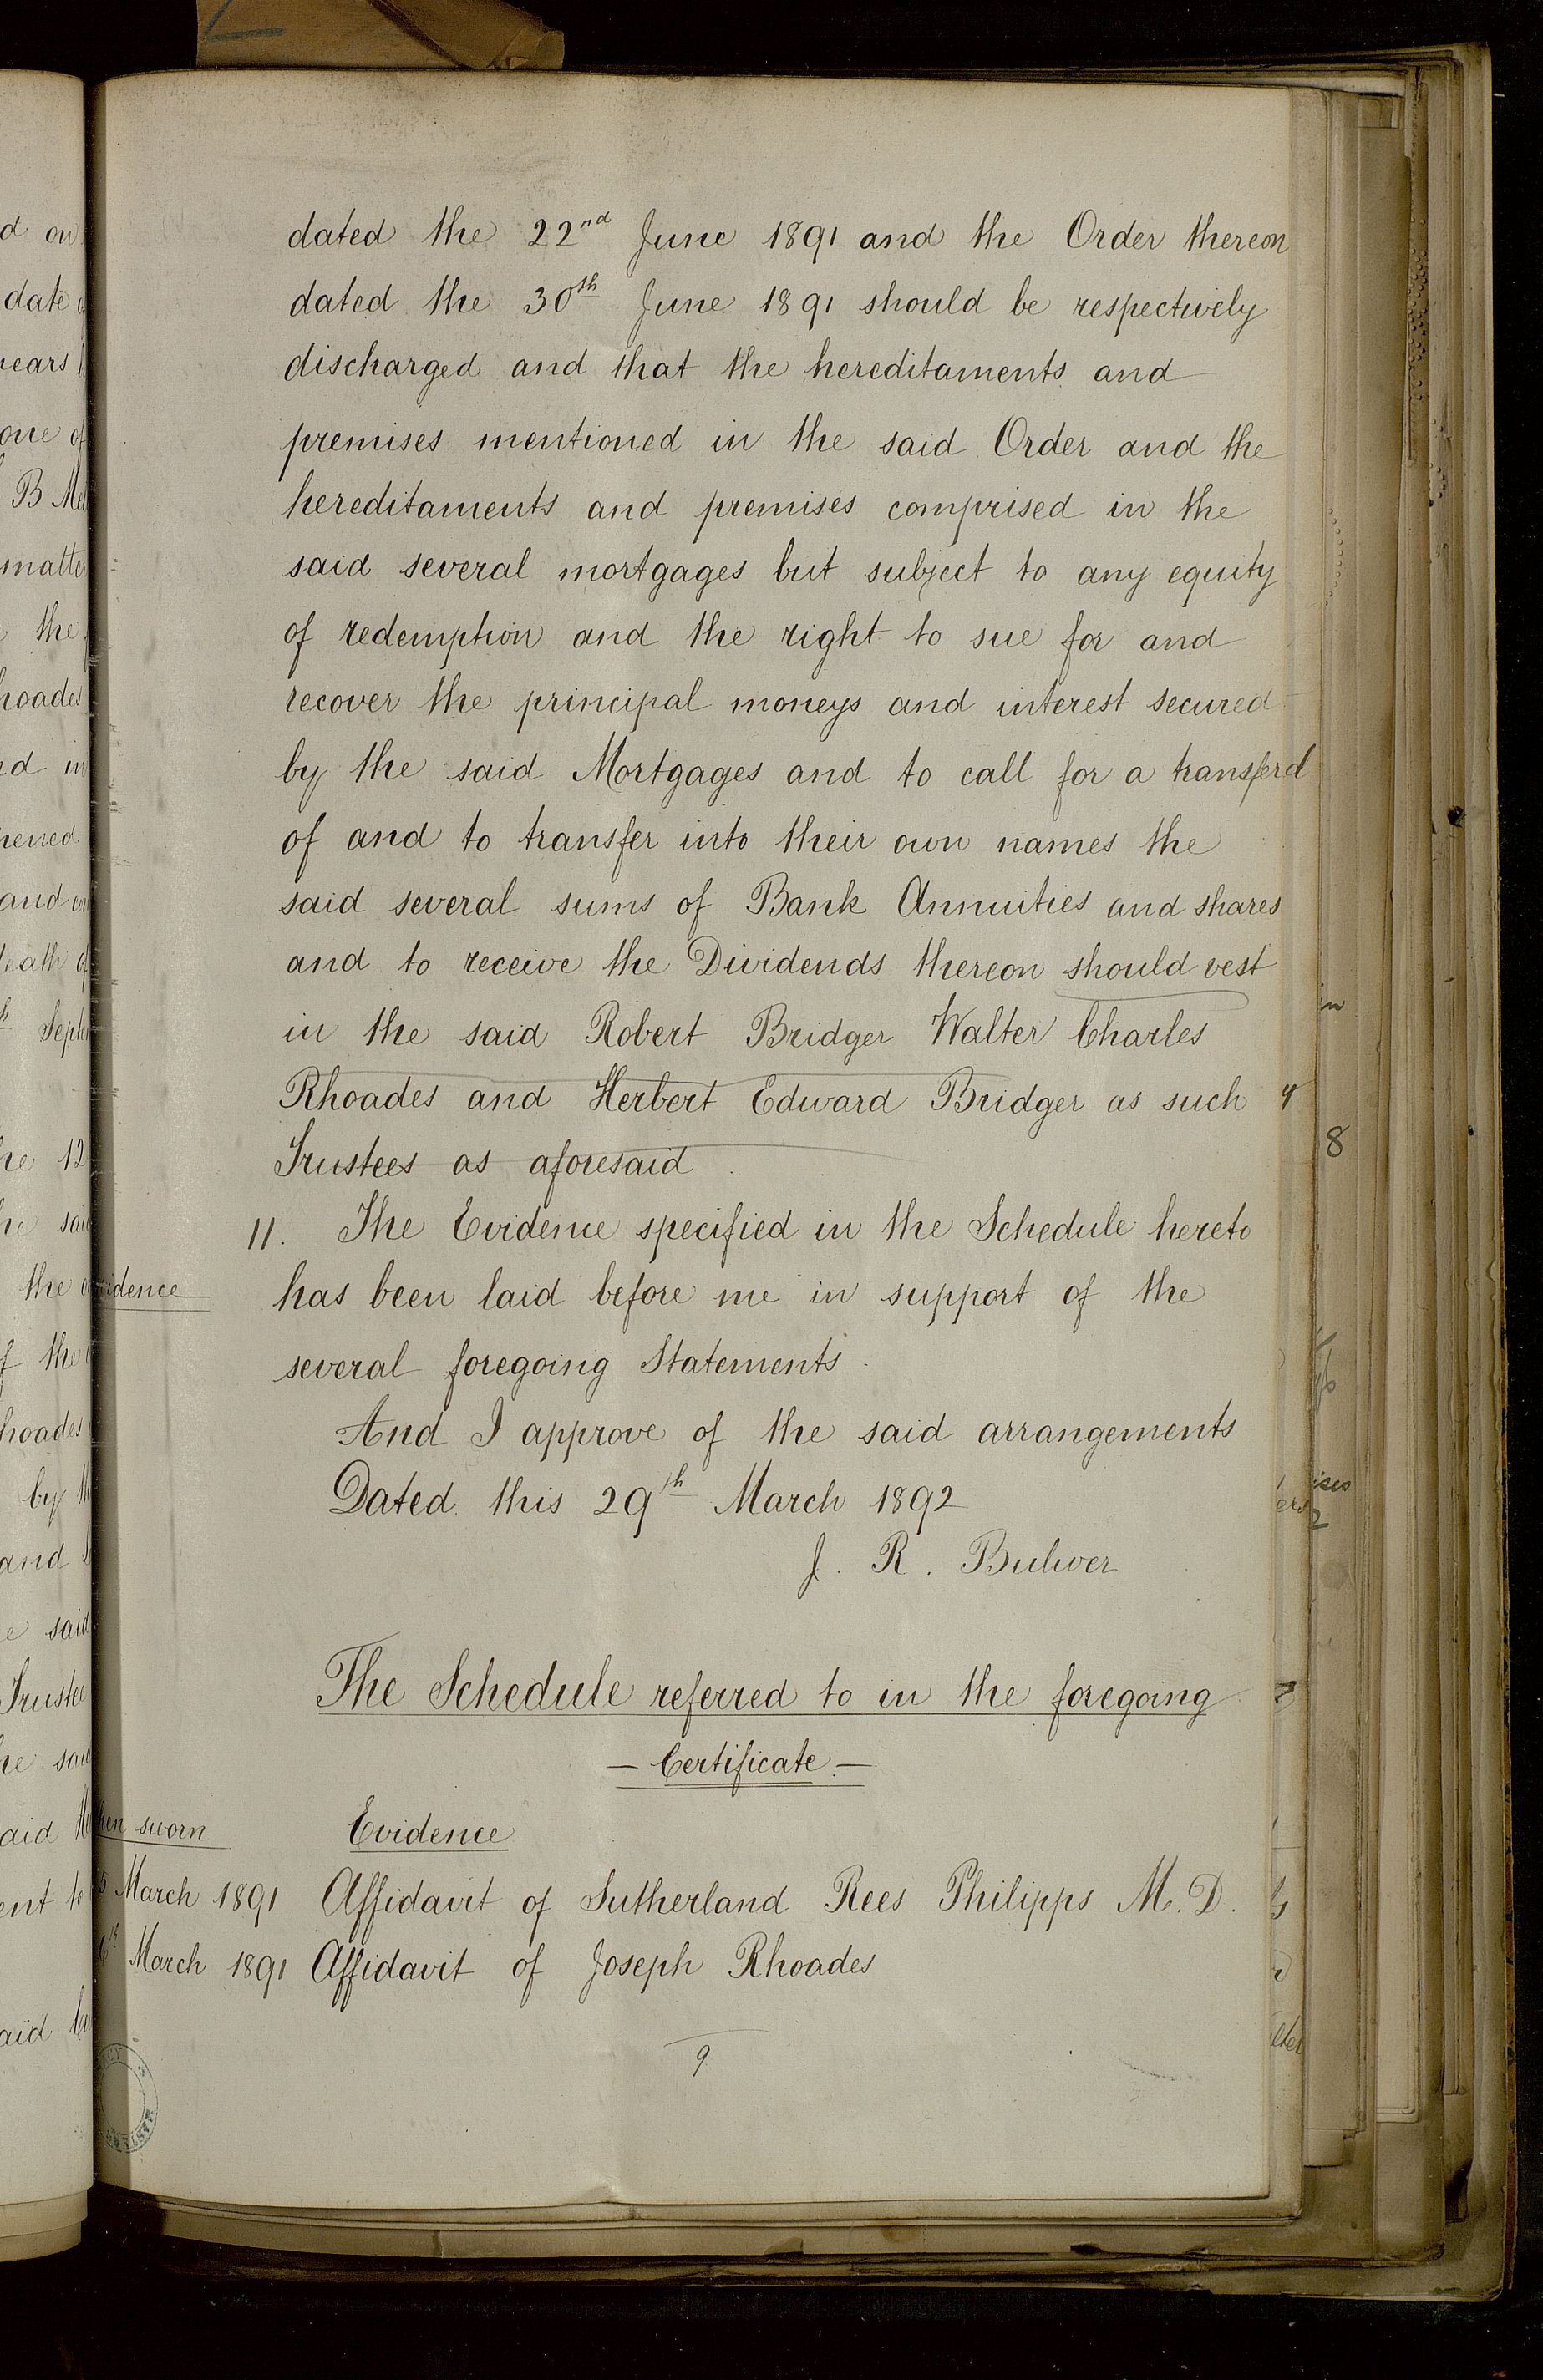 dated the 22nd June 1891 and the Order thereon
dated the 30th June 1891 should be respectively
discharged and that the hereditaments and
premises mentioned in the said Order and the
hereditaments and premises comprised in the
said several mortgages but subject to any equity
of redemption and the right to sue for and
recover the principal moneys and interest secured
by the said Mortgages and to call for a transfer
of and to transfer into their own names the
said several sums of Bank Annuities and shares
and to receive the Dividends thereon should vest
in the said Robert Bridger Walter Charles
Rhoades and Herbert Edward Bridger as such
Trustees as aforesaid
11. The Evidence specified in the Schedule hereto
has been laid before me in support of the
several foregoing Statements.
And I approve of the said arrangements
Dated this 29th March 1892
J. R. Bulwer
The Schedule referred to in the foregoing
— Certificate. —
sworn Evidence
March 1891 Affidavit of Sutherland Rees Philipps M.D.
March 1891 Affidavit of Joseph Rhoades
9